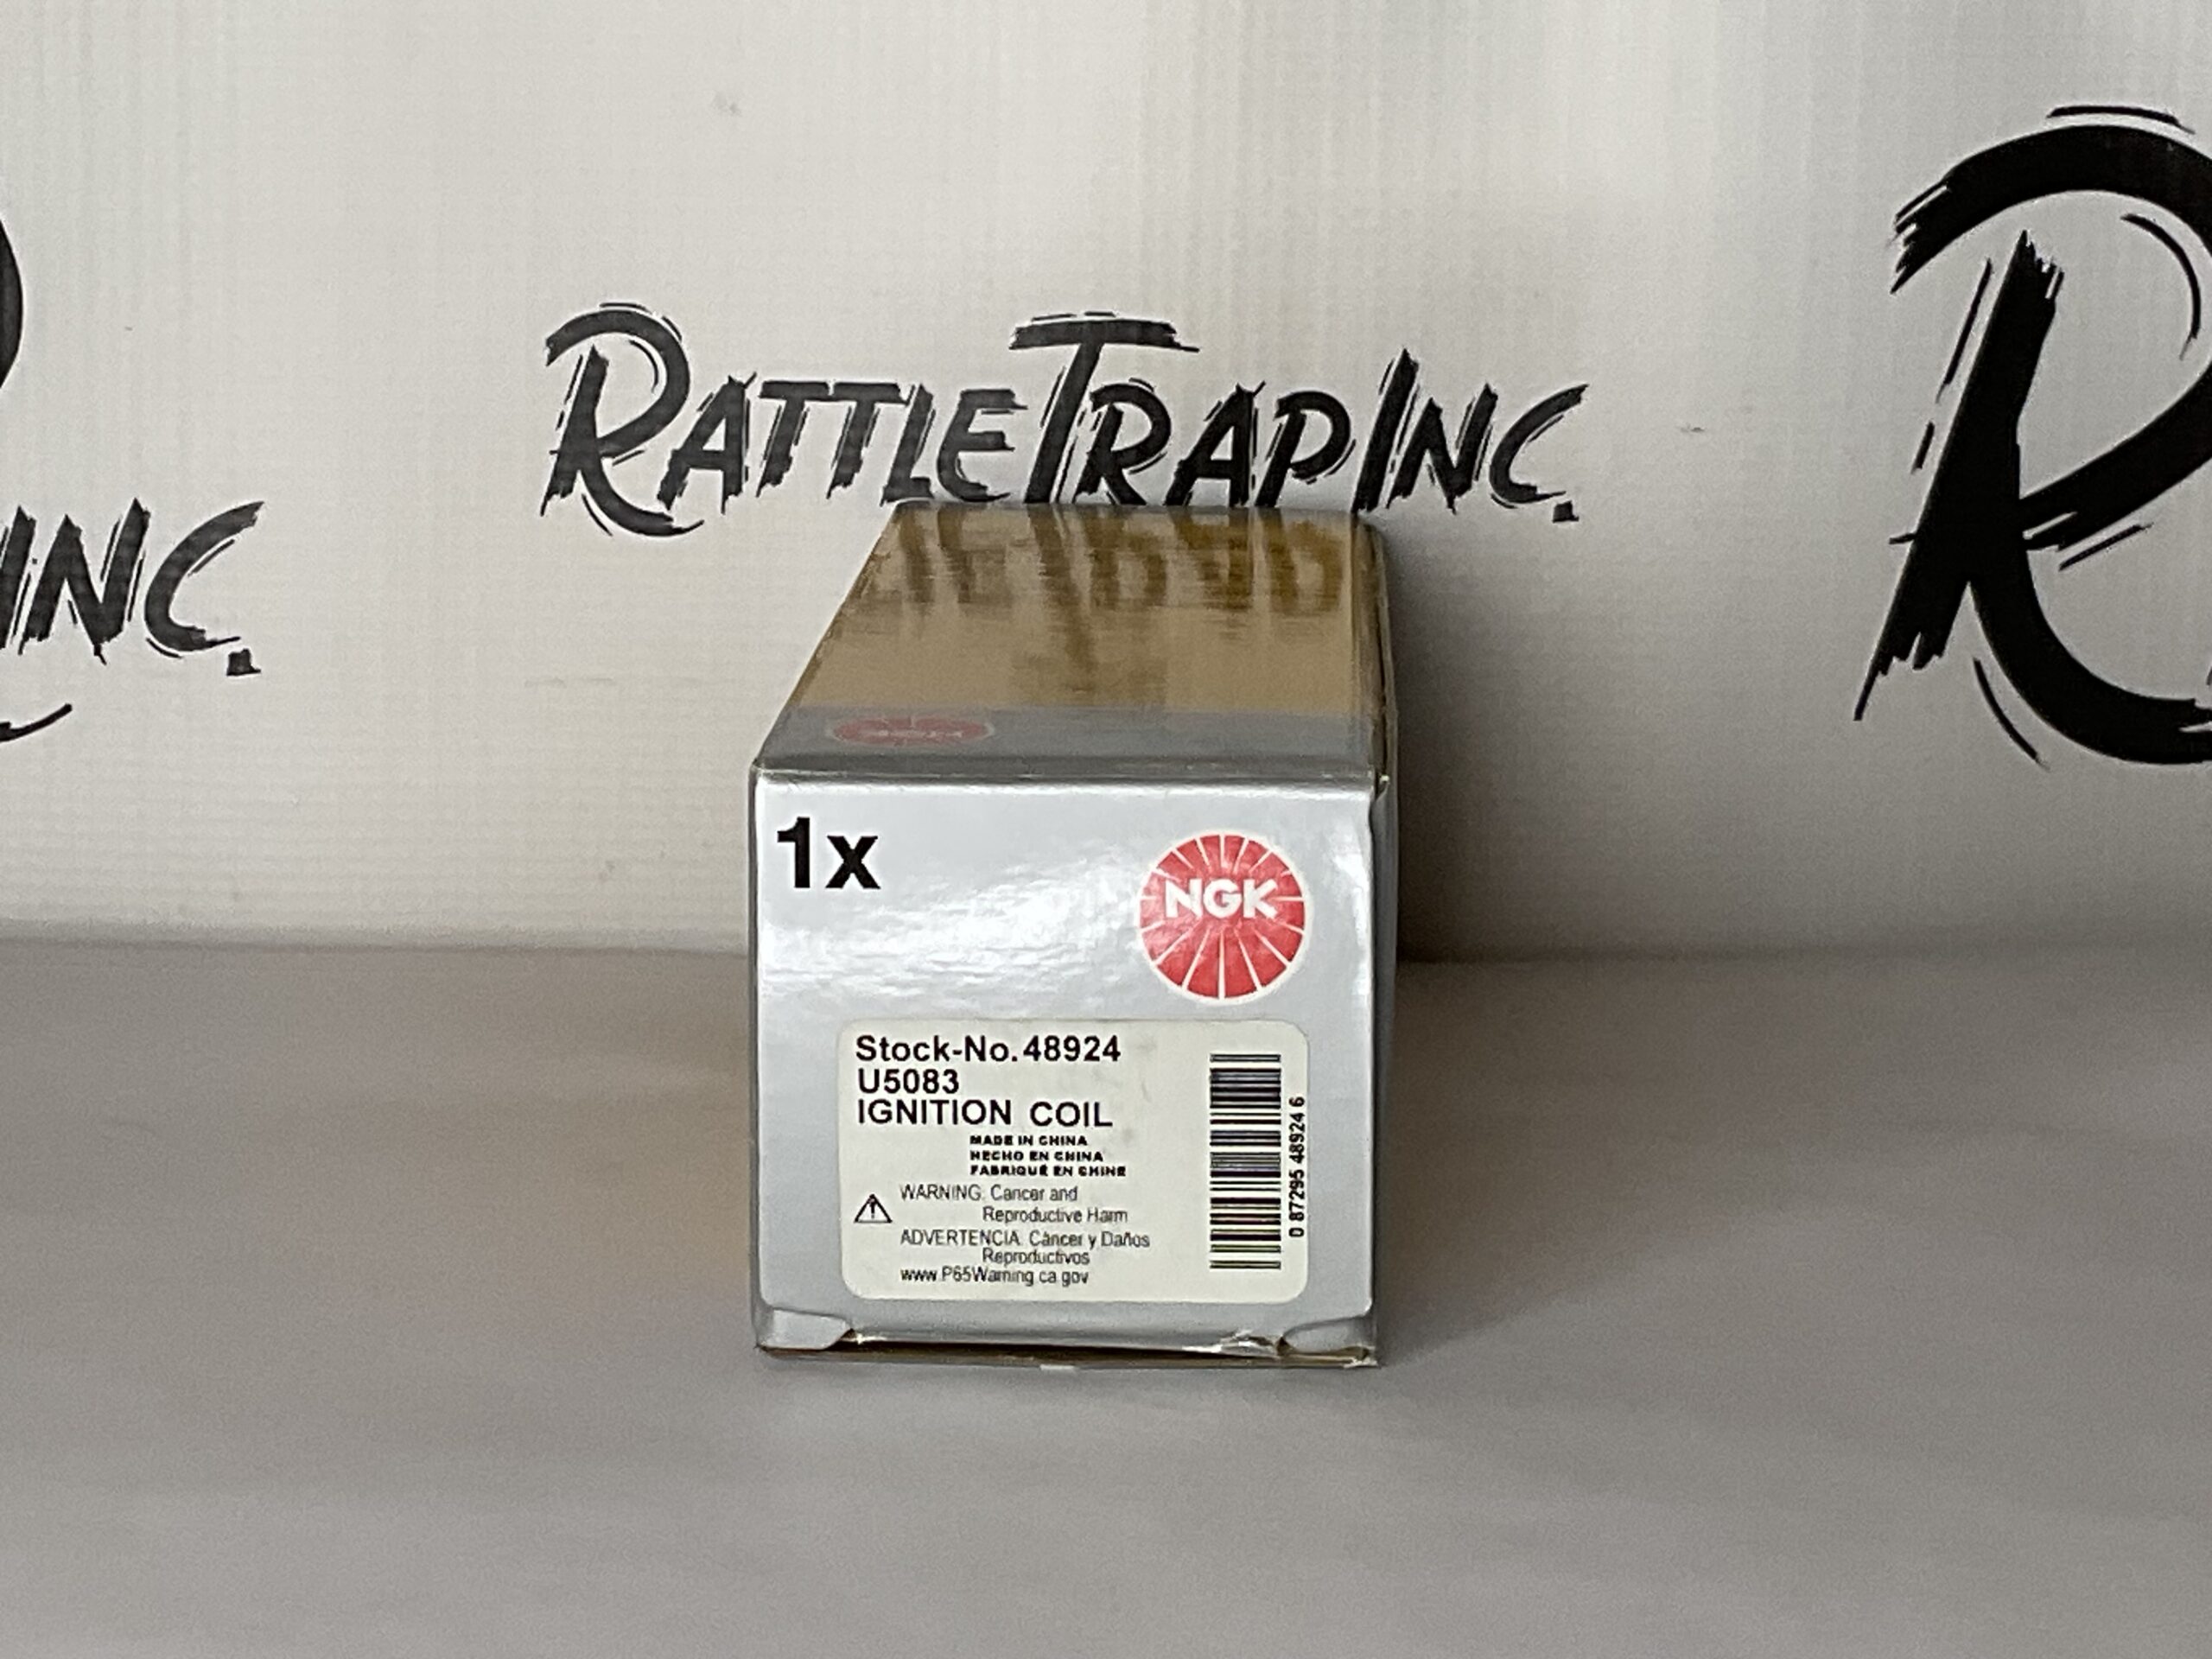 RATTLETRAPINC.
INC.
R
1x
NGK
Stock-No.48924
U5083
IGNITION COIL
MADE IN CHINA
HECHO EN CHINA
FABRIQUÉ EN CHINE
WARNING: Cancer and
Reproductive Harm
ADVERTENCIA: Cáncer y Daños
Reproductivos
www.P65Warning.ca.gov
0 87295 48924 6